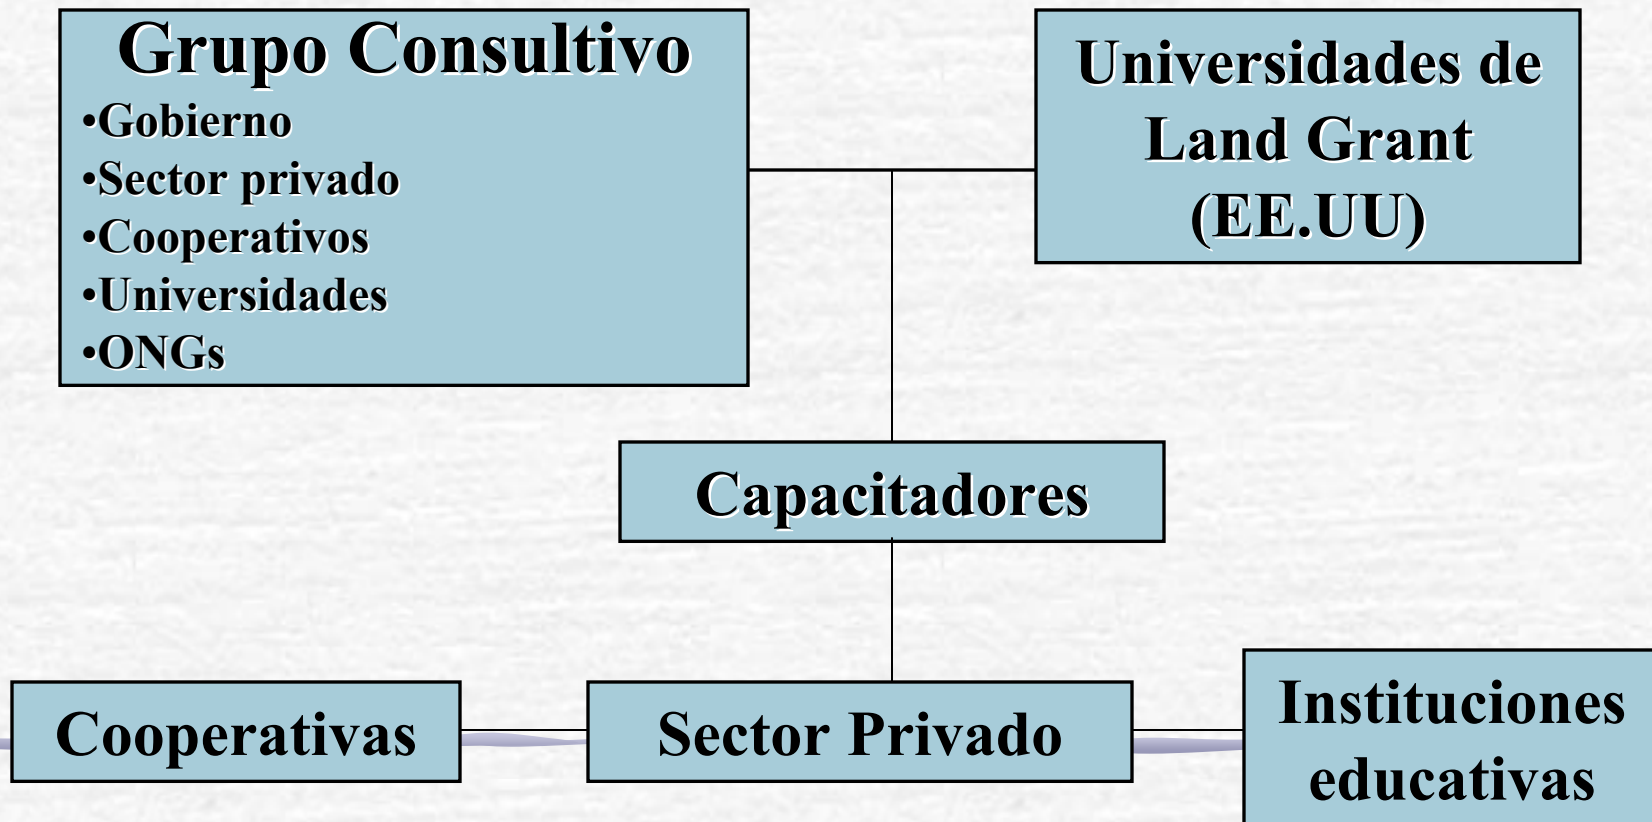 Grupo Consultivo
•Gobierno
•Sector privado
•Cooperativos
•Universidades
•ONGs
Universidades de
Land Grant
(EE.UU)
Capacitadores
Cooperativas
Sector Privado
Instituciones
educativas